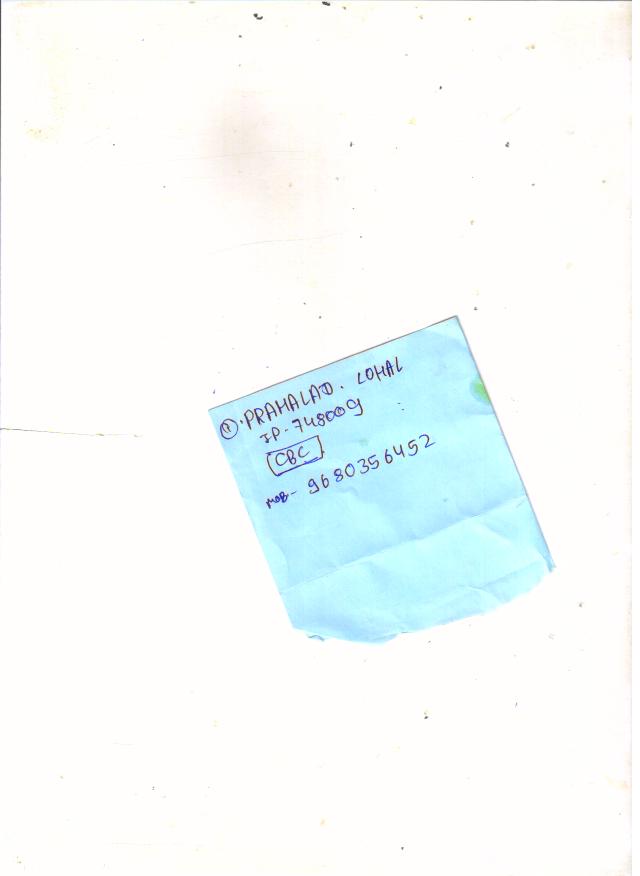 ①. PRAHALAD. LOHAL
IP-748009
CBC
MOB- 9680356452